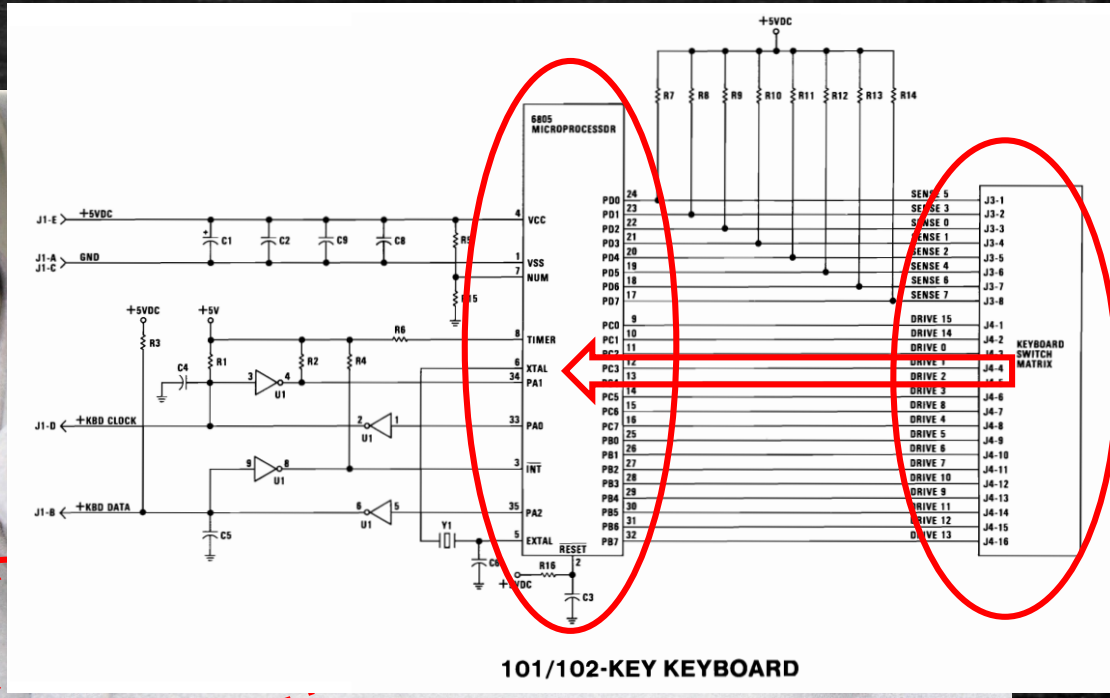 +5VDC
R7 R8 R9 R10 R11 R12 R13 R14
6805
MICROPROCESSOR
J1-E +5VDC
C1 C2 C9 C8
4 VCC
J1-A GND
J1-C
1 VSS
7 NUM
+5VDC +5V
R3 R1 R2 R4 R6
8 TIMER
C4
3 4
U1
6 XTAL
34 PA1
J1-D +KBD CLOCK
2 1
U1
33 PA0
9 8
U1
3 INT
J1-B +KBD DATA
6 5
U1
35 PA2
C5
Y1
5 EXTAL
RESET
2
R16
C3
PD0 24 SENSE 5 J3-1
PD1 23 SENSE 3 J3-2
PD2 22 SENSE 0 J3-3
PD3 21 SENSE 1 J3-4
PD4 20 SENSE 2 J3-5
PD5 19 SENSE 4 J3-6
PD6 18 SENSE 6 J3-7
PD7 17 SENSE 7 J3-8
PC0 9 DRIVE 15 J4-1
PC1 10 DRIVE 14 J4-2
11 DRIVE 0
PC3 12 DRIVE 1 J4-4
13 DRIVE 2
PC5 14 DRIVE 3 J4-6
PC6 15 DRIVE 8 J4-7
PC7 16 DRIVE 4 J4-8
PB0 25 DRIVE 5 J4-9
PB1 26 DRIVE 6 J4-10
PB2 27 DRIVE 7 J4-11
PB3 28 DRIVE 10 J4-12
PB4 29 DRIVE 9 J4-13
PB5 30 DRIVE 11 J4-14
PB6 31 DRIVE 12 J4-15
PB7 32 DRIVE 13 J4-16
KEYBOARD
SWITCH
MATRIX
101/102-KEY KEYBOARD